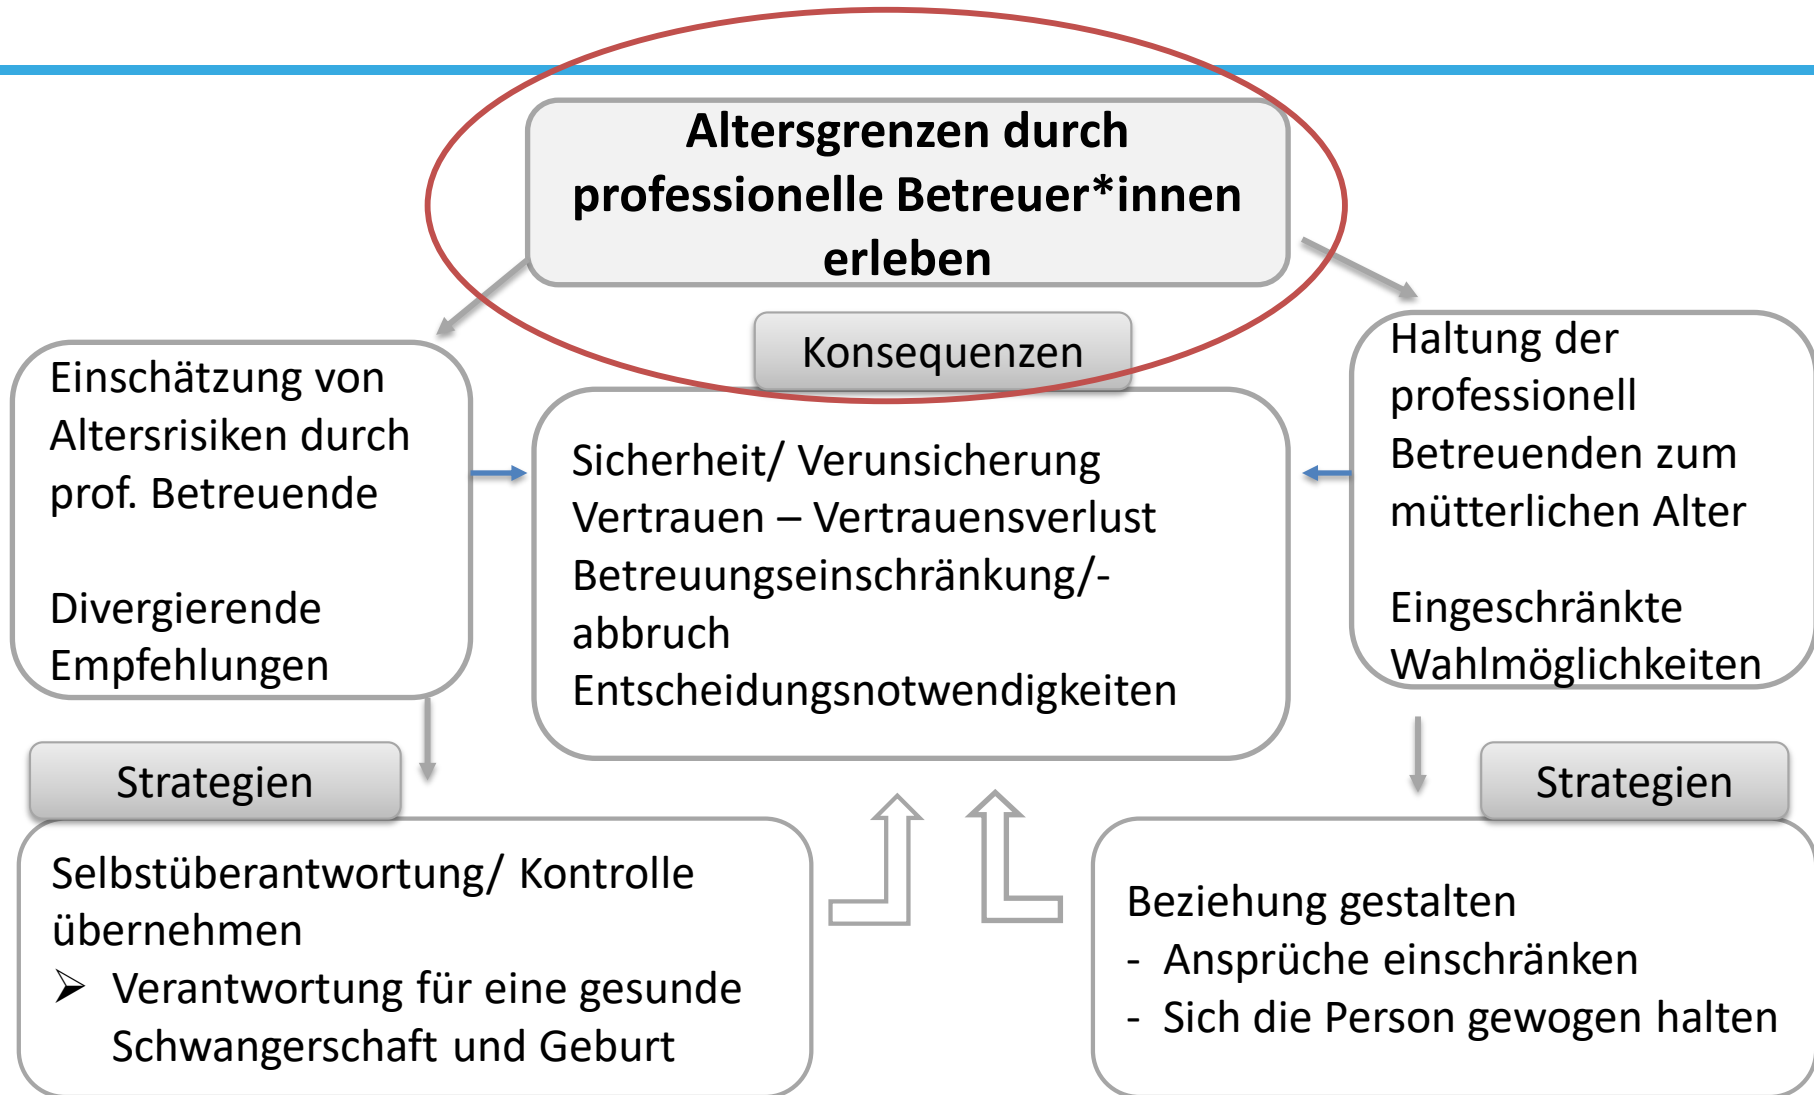 Altersgrenzen durch
professionelle Betreuer*innen
erleben
Konsequenzen
Einschätzung von
Altersrisiken durch
prof. Betreuende
Divergierende
Empfehlungen
Sicherheit/ Verunsicherung
Vertrauen – Vertrauensverlust
Betreuungseinschränkung/-
abbruch
Entscheidungsnotwendigkeiten
Haltung der
professionell
Betreuenden zum
mütterlichen Alter
Eingeschränkte
Wahlmöglichkeiten
Strategien
Selbstüberantwortung/ Kontrolle
übernehmen
➢ Verantwortung für eine gesunde
Schwangerschaft und Geburt
Strategien
Beziehung gestalten
- Ansprüche einschränken
- Sich die Person gewogen halten